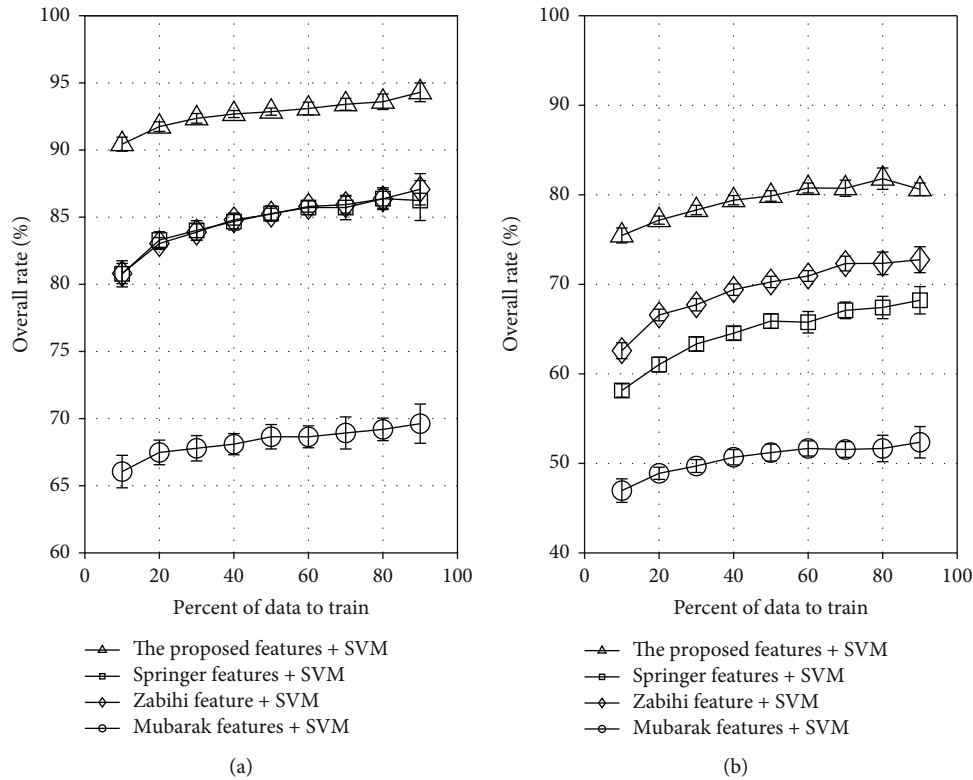 100
95
90
85
80
75
70
65
60
Overall rate (%)
0 20 40 60 80 100
Percent of data to train
The proposed features + SVM
Springer features + SVM
Zabihi feature + SVM
Mubarak features + SVM
(a)
100
90
80
70
60
50
40
Overall rate (%)
0 20 40 60 80 100
Percent of data to train
The proposed features + SVM
Springer features + SVM
Zabihi feature + SVM
Mubarak features + SVM
(b)